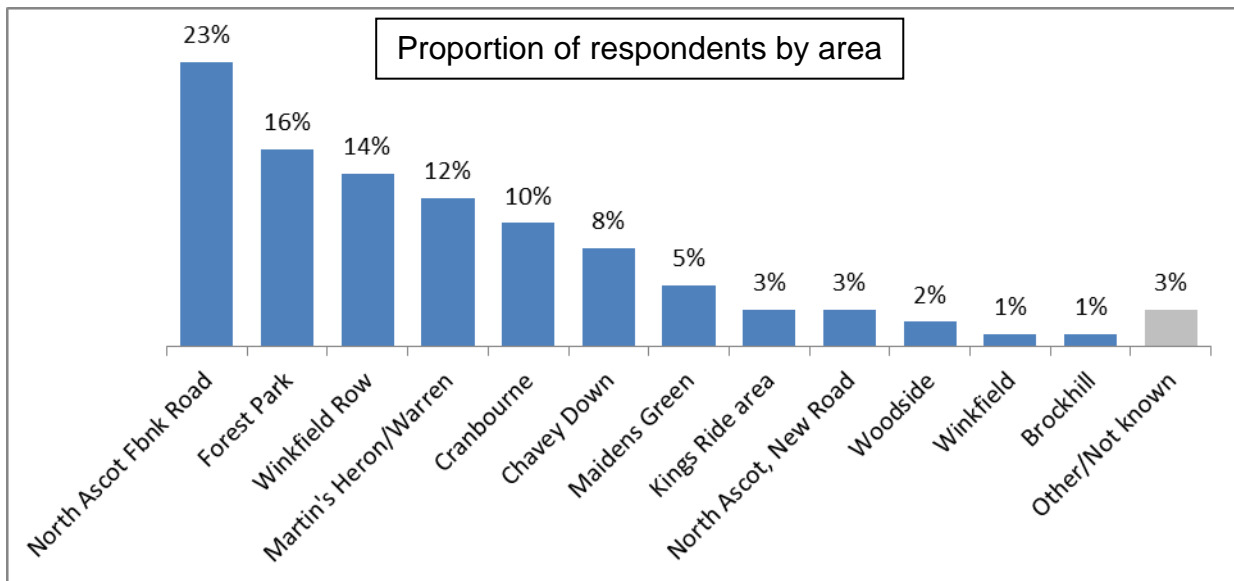 Proportion of respondents by area
23%
16%
14%
12%
10%
8%
5%
3%
3%
2%
1%
1%
3%
North Ascot Fbnk Road
Forest Park
Winkfield Row
Martin's Heron/Warren
Cranbourne
Chavey Down
Maidens Green
Kings Ride area
North Ascot, New Road
Woodside
Winkfield
Brockhill
Other/Not known